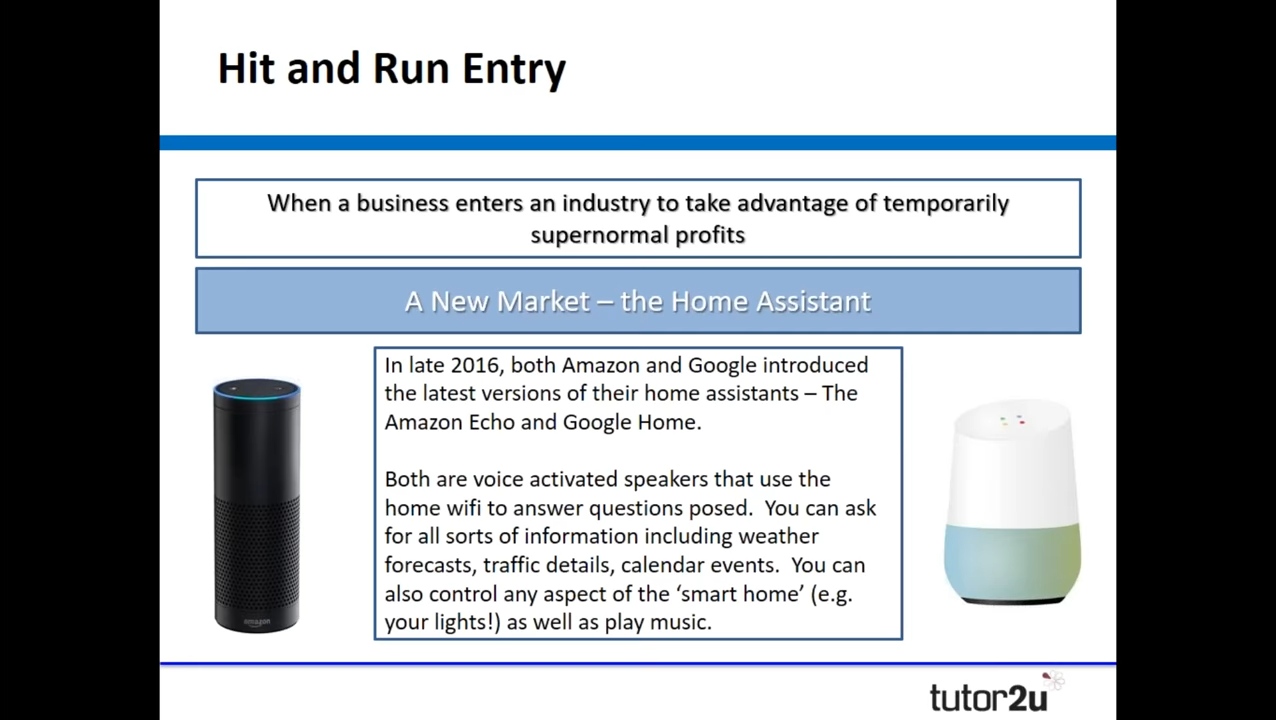 Hit and Run Entry
When a business enters an industry to take advantage of temporarily
supernormal profits
A New Market – the Home Assistant
In late 2016, both Amazon and Google introduced
the latest versions of their home assistants – The
Amazon Echo and Google Home.
Both are voice activated speakers that use the
home wifi to answer questions posed.  You can ask
for all sorts of information including weather
forecasts, traffic details, calendar events.  You can
also control any aspect of the ‘smart home’ (e.g.
your lights!) as well as play music.
amazon
tutor2u